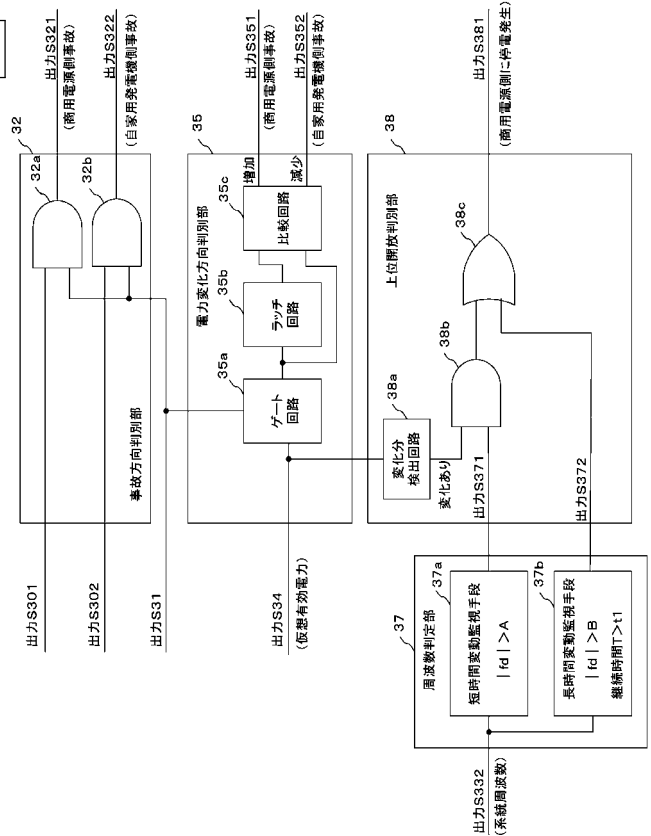 32
32a
32b
事故方向判別部
出力S301
出力S302
出力S31
出力S321
(商用電源側事故)
出力S322
(自家用発電機側事故)
35
電力変化方向判別部
35a
ゲート
回路
35b
ラッチ
回路
35c
比較回路
増加
減少
出力S34
(仮想有効電力)
出力S351
(商用電源側事故)
出力S352
(自家用発電機側事故)
38
上位開放判別部
38a
変化分
検出回路
変化あり
38b
38c
出力S371
出力S372
出力S381
(商用電源側に停電発生)
37
周波数判定部
37a
短時間変動監視手段
|fd|>A
37b
長時間変動監視手段
|fd|>B
継続時間T>t1
出力S332
(系統周波数)